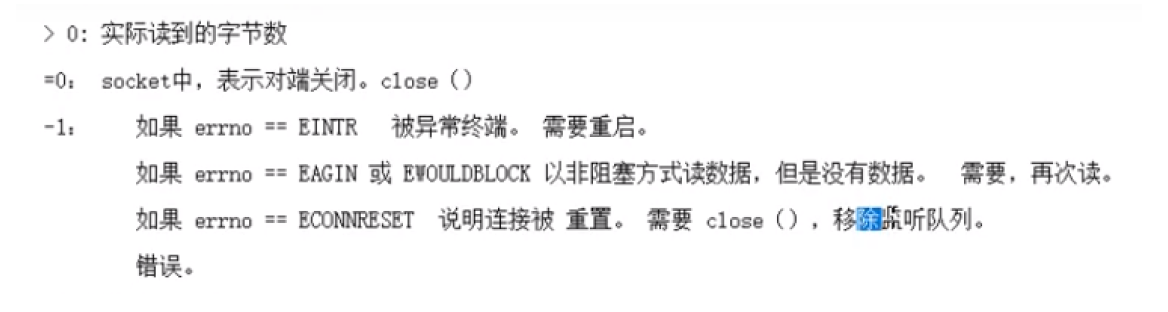 > 0: 实际读到的字节数
=0: socket中，表示对端关闭。close（）
-1: 如果 errno == EINTR 被异常终端。 需要重启。
如果 errno == EAGIN 或 EWOULDBLOCK 以非阻塞方式读数据，但是没有数据。 需要，再次读。
如果 errno == ECONNRESET 说明连接被 重置。 需要 close（），移除监听队列。
错误。